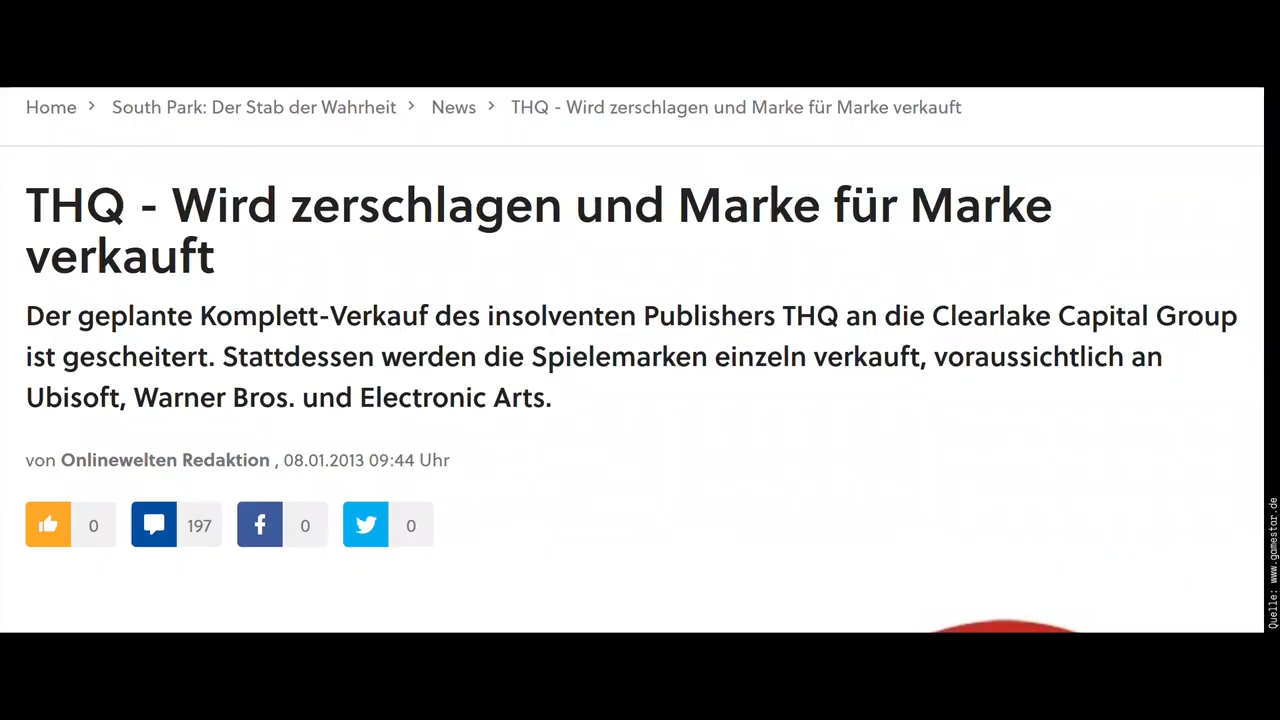 Home > South Park: Der Stab der Wahrheit > News > THQ - Wird zerschlagen und Marke für Marke verkauft
THQ - Wird zerschlagen und Marke für Marke
verkauft
Der geplante Komplett-Verkauf des insolventen Publishers THQ an die Clearlake Capital Group
ist gescheitert. Stattdessen werden die Spielemarken einzeln verkauft, voraussichtlich an
Ubisoft, Warner Bros. und Electronic Arts.
von Onlinewelten Redaktion , 08.01.2013 09:44 Uhr
0 197 0 0
Quelle: www.gamestar.de